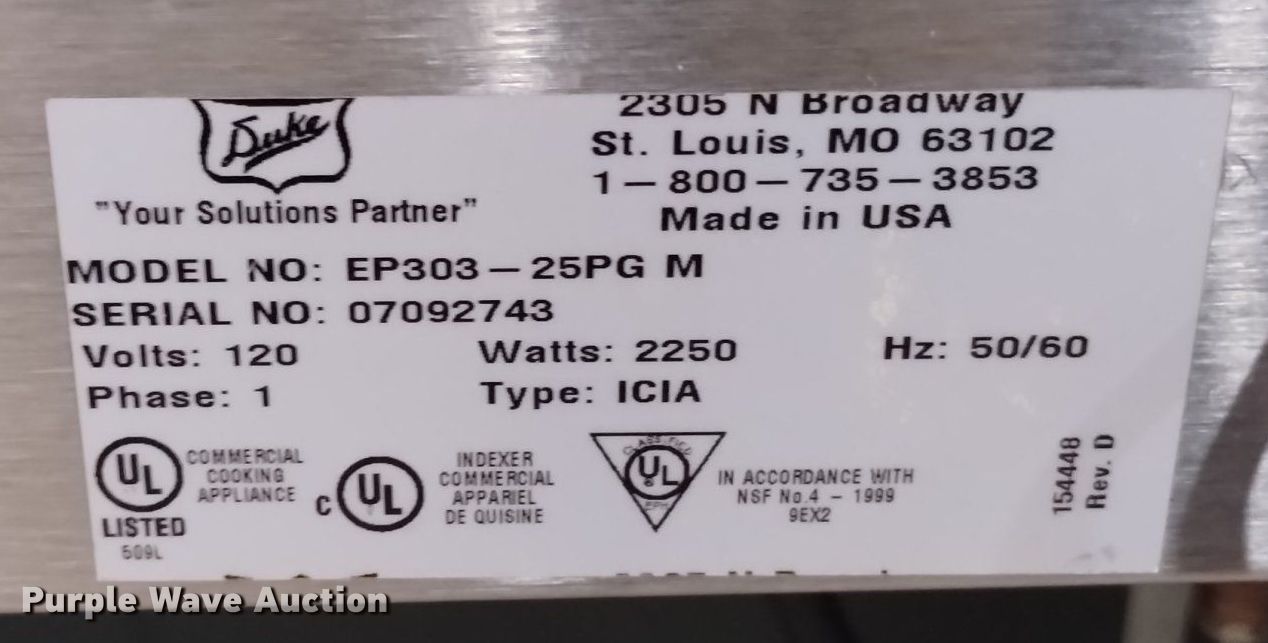 Duke
"Your Solutions Partner"
2305 N Broadway
St. Louis, MO 63102
1-800-735-3853
Made in USA
MODEL NO: EP303-25PG M
SERIAL NO: 07092743
Volts: 120 Watts: 2250 Hz: 50/60
Phase: 1 Type: ICIA
UL
LISTED
509L
COMMERCIAL
COOKING
APPLIANCE
C UL
INDEXER
COMMERCIAL
APPARIEL
DE QUISINE
CLASSIFIED
UL
EPH
IN ACCORDANCE WITH
NSF No.4 - 1999
9EX2
154448
Rev. D
Purple Wave Auction